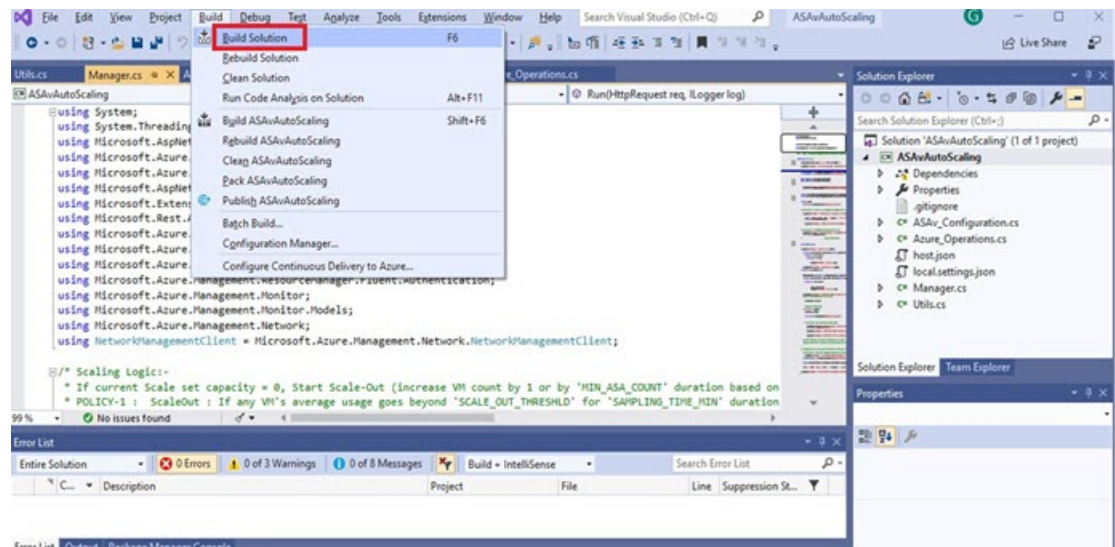 File Edit View Project Build Debug Test Analyze Tools Extensions Window Help Search Visual Studio (Ctrl+Q) ASAvAutoScaling G
Live Share
Build Solution F6
Rebuild Solution
Clean Solution
Run Code Analysis on Solution Alt+F11
Build ASAvAutoScaling Shift+F6
Rebuild ASAvAutoScaling
Clean ASAvAutoScaling
Pack ASAvAutoScaling
Publish ASAvAutoScaling
Batch Build...
Configuration Manager...
Configure Continuous Delivery to Azure...
Utils.cs Manager.cs e_Operations.cs
ASAvAutoScaling Run(HttpRequest req, ILogger log)
using System;
using System.Threading
using Microsoft.AspNet
using Microsoft.Azure.
using Microsoft.Azure.
using Microsoft.AspNet
using Microsoft.Extens
using Microsoft.Rest.A
using Microsoft.Azure.
using Microsoft.Azure.
using Microsoft.Azure.
using Microsoft.Azure.Management.ResourceManager.Fluent.Authentication;
using Microsoft.Azure.Management.Monitor;
using Microsoft.Azure.Management.Monitor.Models;
using Microsoft.Azure.Management.Network;
using NetworkManagementClient = Microsoft.Azure.Management.Network.NetworkManagementClient;
/* Scaling Logic:-
* If current Scale set capacity = 0, Start Scale-Out (increase VM count by 1 or by 'MIN_ASA_COUNT' duration based on
* POLICY-1 : ScaleOut : If any VM's average usage goes beyond 'SCALE_OUT_THRESHLD' for 'SAMPLING_TIME_MIN' duration
99 % No issues found
Error List
Entire Solution 0 Errors 0 of 3 Warnings 0 of 8 Messages Build + IntelliSense Search Error List
C... Description Project File Line Suppression St...
Error List Output Package Manager Console
Solution Explorer
Search Solution Explorer (Ctrl+;)
Solution 'ASAvAutoScaling' (1 of 1 project)
ASAvAutoScaling
Dependencies
Properties
.gitignore
C# ASAv_Configuration.cs
C# Azure_Operations.cs
host.json
local.settings.json
C# Manager.cs
C# Utils.cs
Solution Explorer Team Explorer
Properties